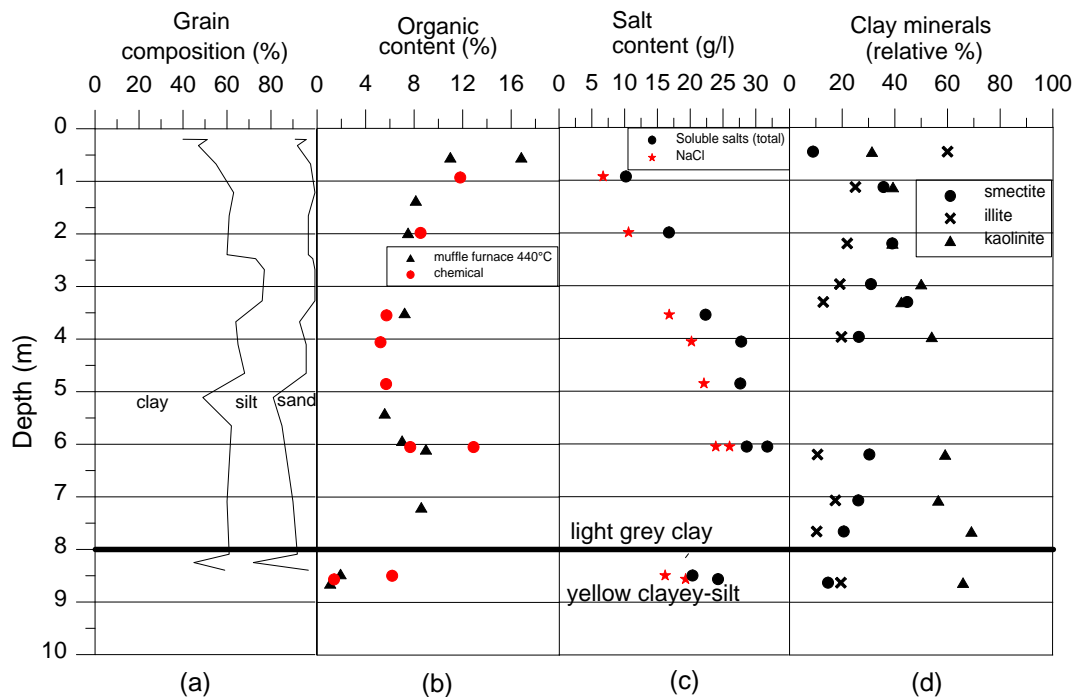 Grain
composition (%)
Organic
content (%)
Salt
content (g/l)
Clay minerals
(relative %)
0 20 40 60 80 0 4 8 12 16 0 5 10 15 20 25 30 0 20 40 60 80 100
Depth (m)
0
1
2
3
4
5
6
7
8
9
10
Soluble salts (total)
NaCl
smectite
illite
kaolinite
muffle furnace 440°C
chemical
clay silt sand
light grey clay
yellow clayey-silt
(a) (b) (c) (d)